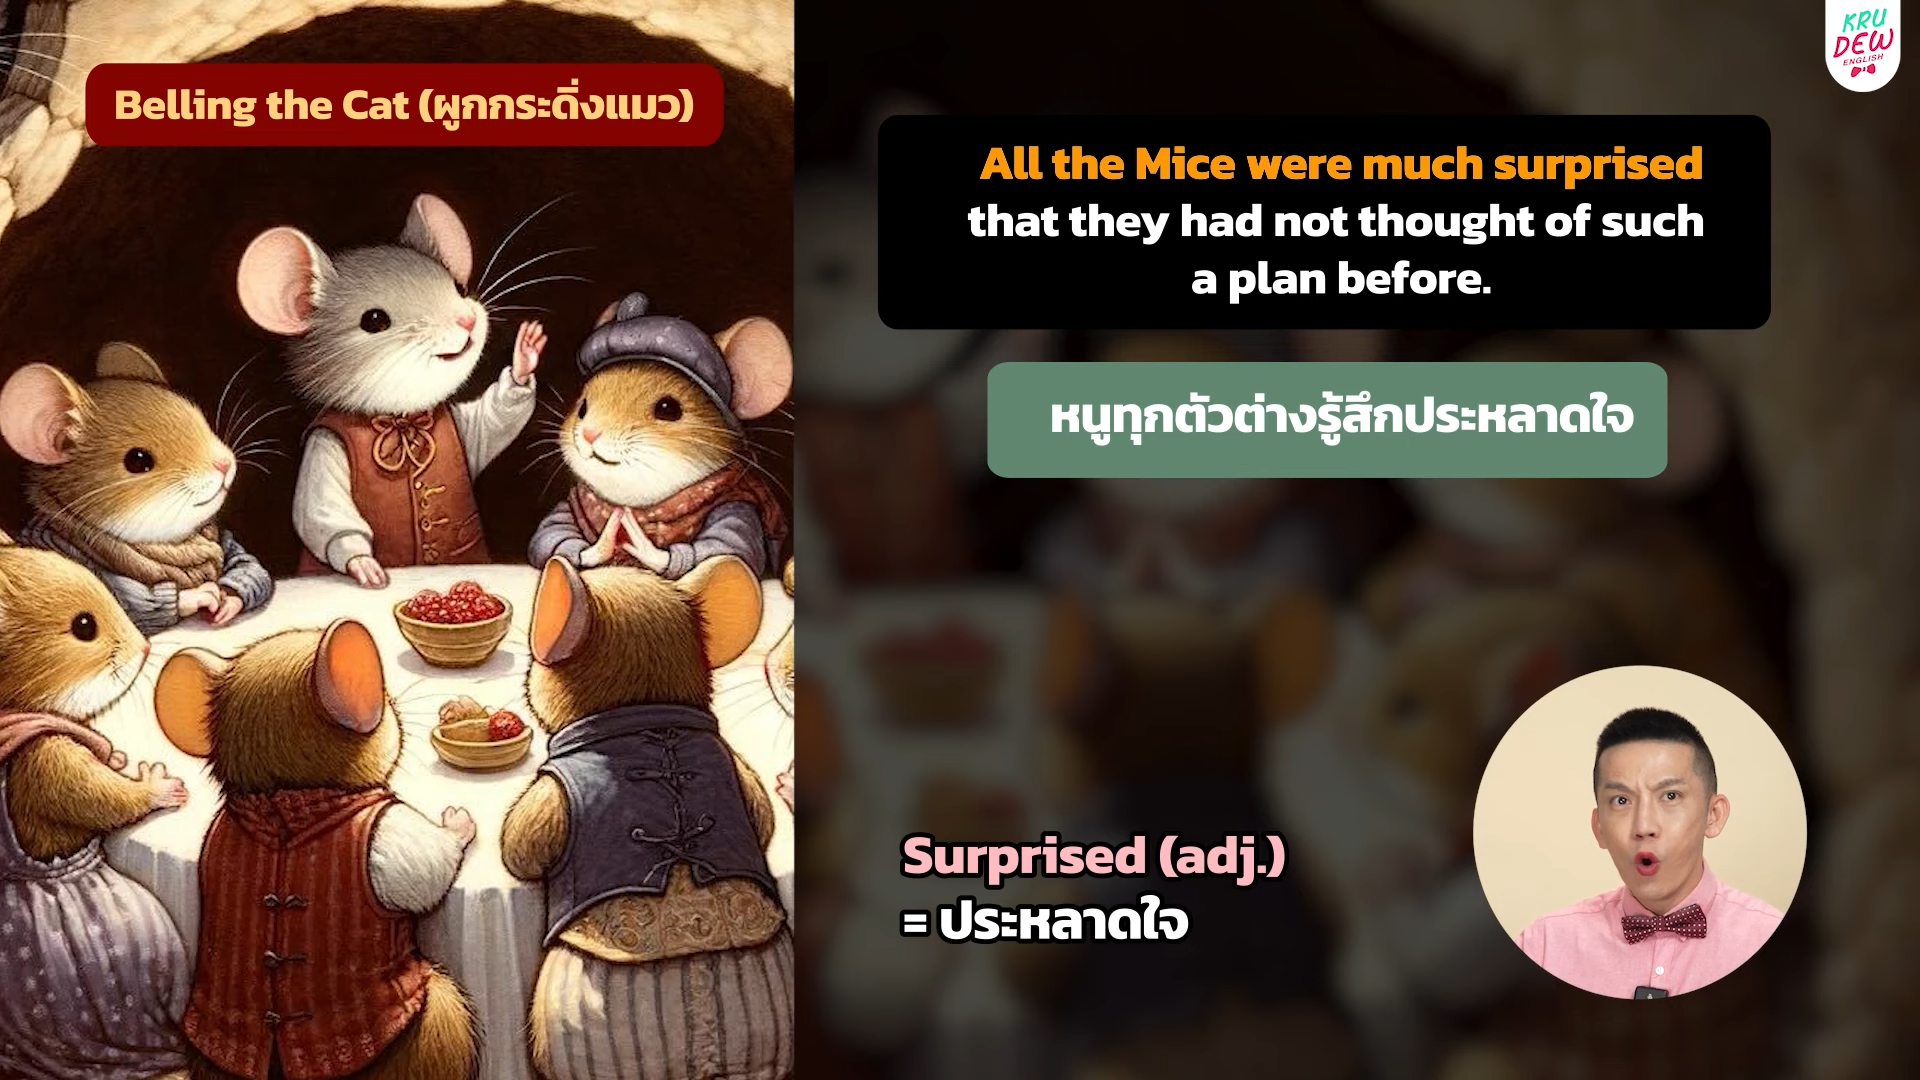 Belling the Cat (ผูกกระดิ่งแมว)
KRU
DEW
ENGLISH
All the Mice were much surprised
that they had not thought of such
a plan before.
หนูทุกตัวต่างรู้สึกประหลาดใจ
Surprised (adj.)
= ประหลาดใจ